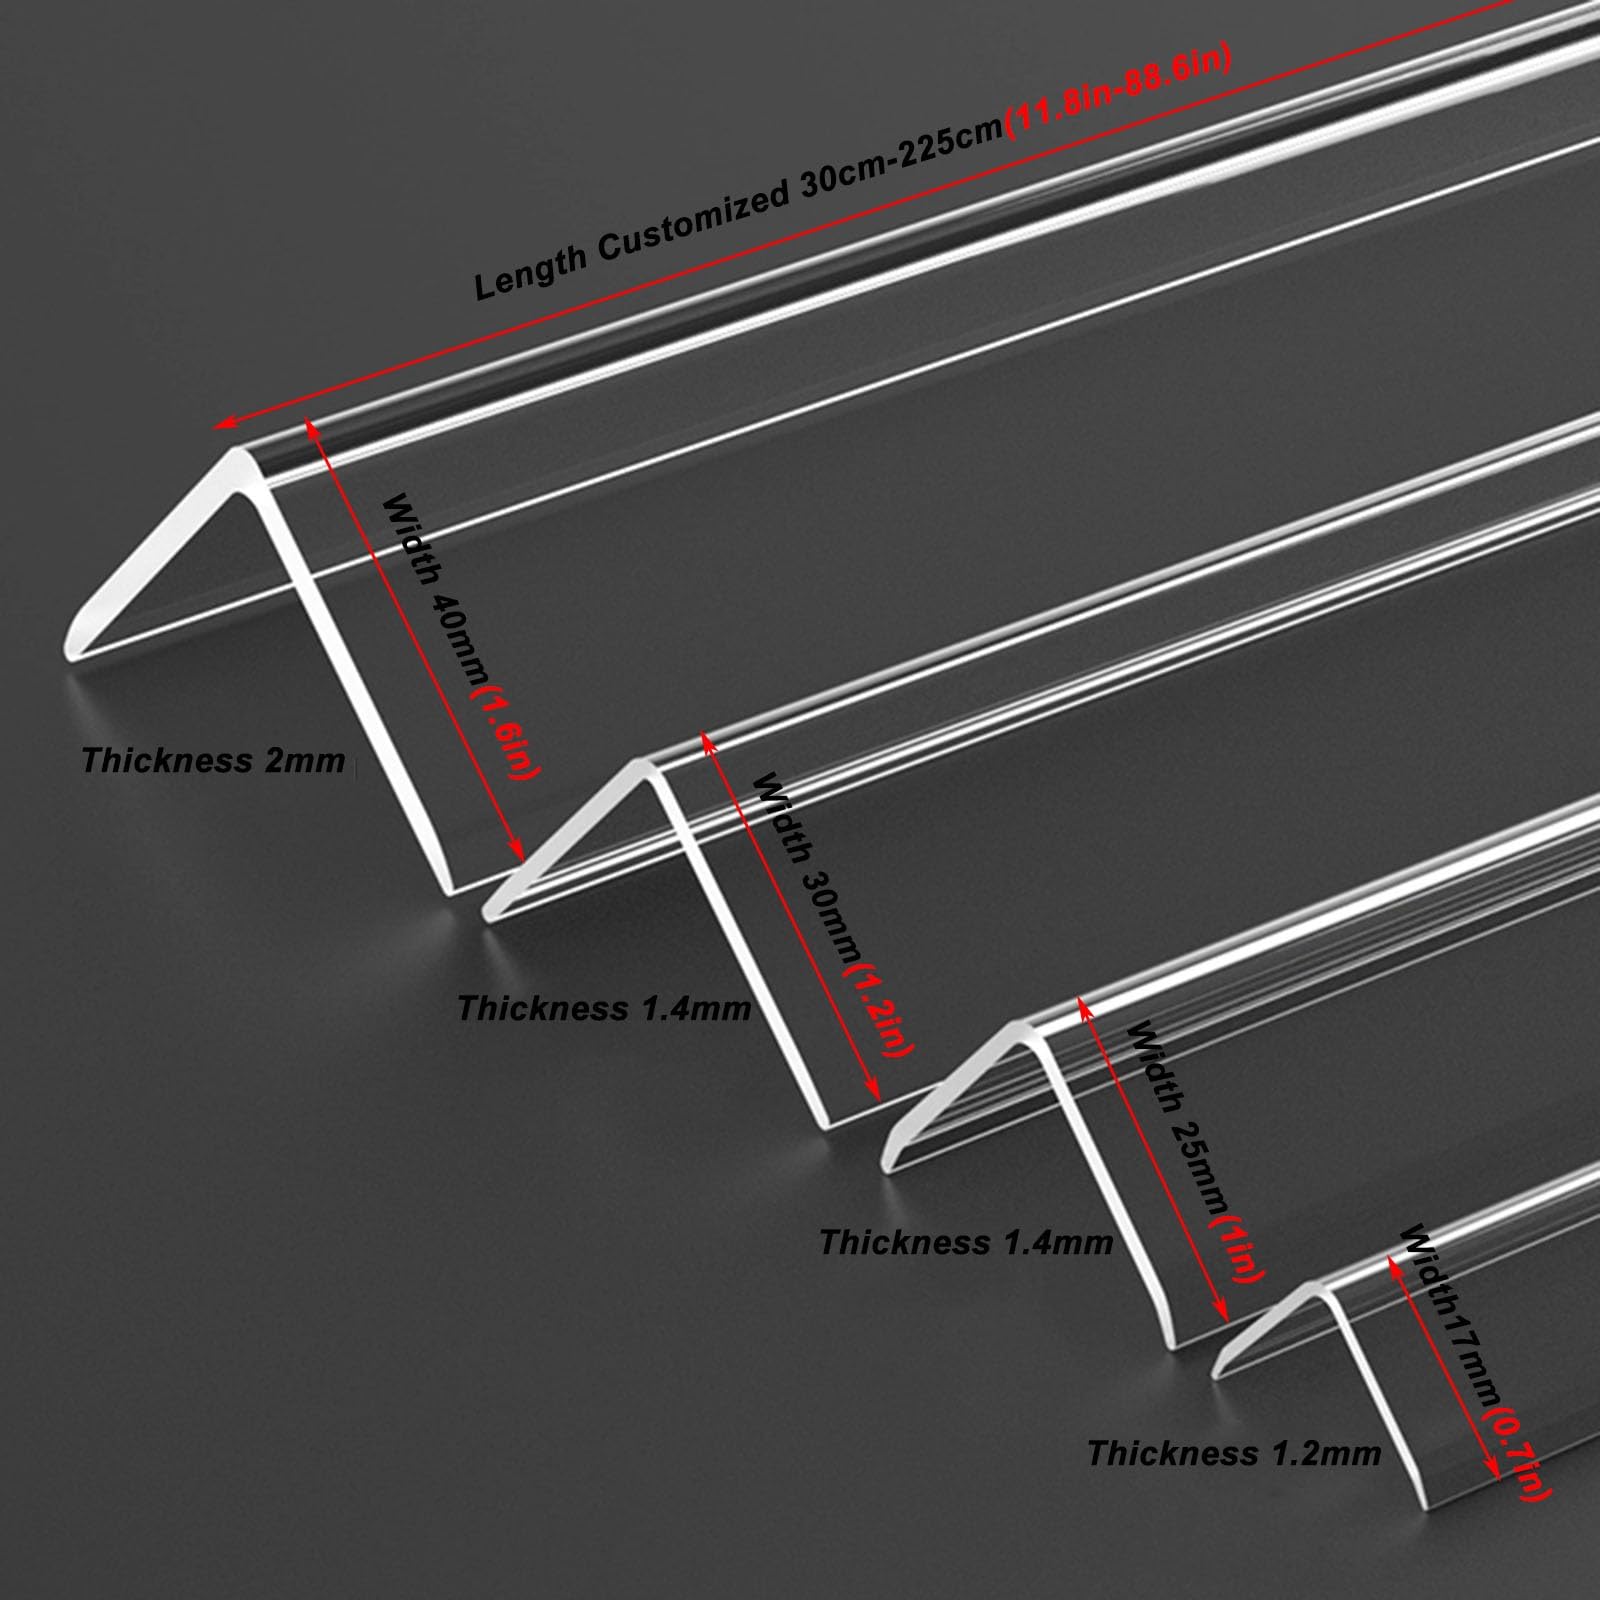 Length Customized 30cm-225cm(11.8in-88.6in)
Width 40mm(1.6in)
Thickness 2mm
Width 30mm(1.2in)
Thickness 1.4mm
Width 25mm(1in)
Thickness 1.4mm
Width17mm(0.7in)
Thickness 1.2mm